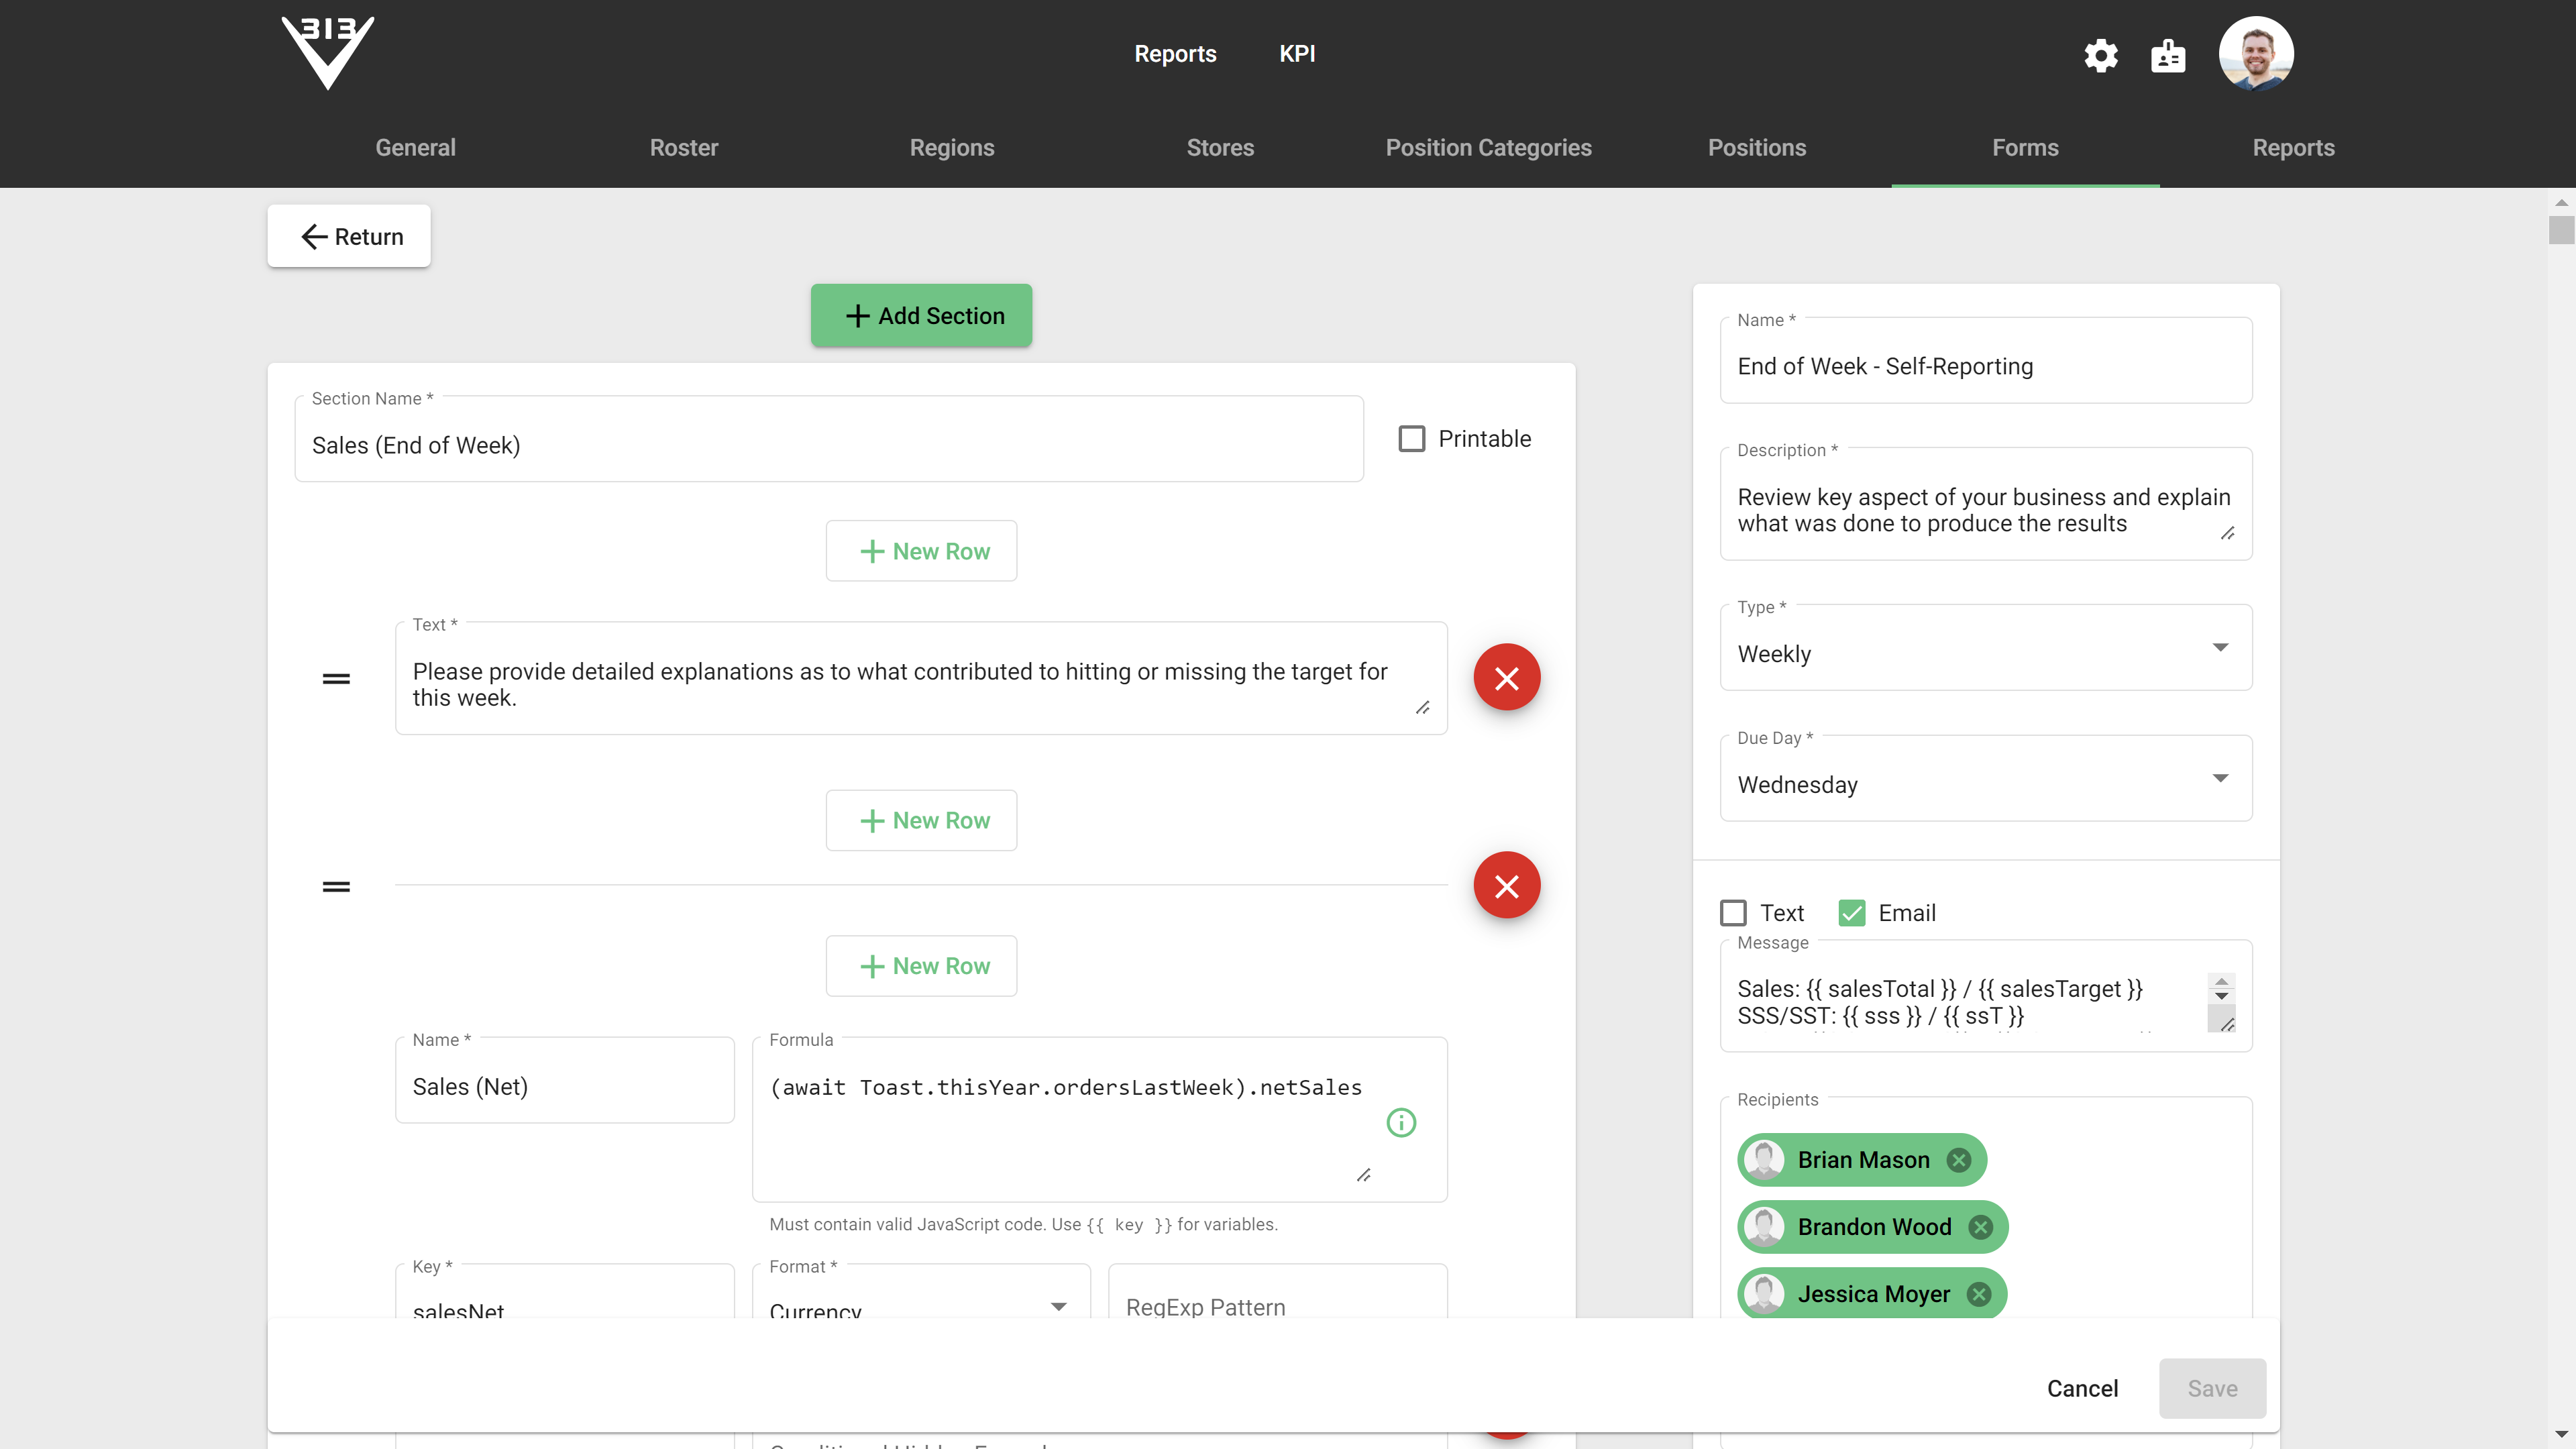 313
Reports
KPI
General
Roster
Regions
Stores
Position Categories
Positions
Forms
Reports
Return
Add Section
Section Name *
Sales (End of Week)
Printable
New Row
Text *
Please provide detailed explanations as to what contributed to hitting or missing the target for
this week.
New Row
New Row
Name *
Sales (Net)
Formula
(await Toast.thisYear.ordersLastWeek).netSales
Must contain valid JavaScript code. Use {{ key }} for variables.
Key *
salesNet
Format *
Currency
RegExp Pattern
Name *
End of Week - Self-Reporting
Description *
Review key aspect of your business and explain
what was done to produce the results
Type *
Weekly
Due Day *
Wednesday
Text
Email
Message
Sales: {{ salesTotal }} / {{ salesTarget }}
SSS/SST: {{ sss }} / {{ ssT }}
Recipients
Brian Mason
Brandon Wood
Jessica Moyer
Cancel
Save